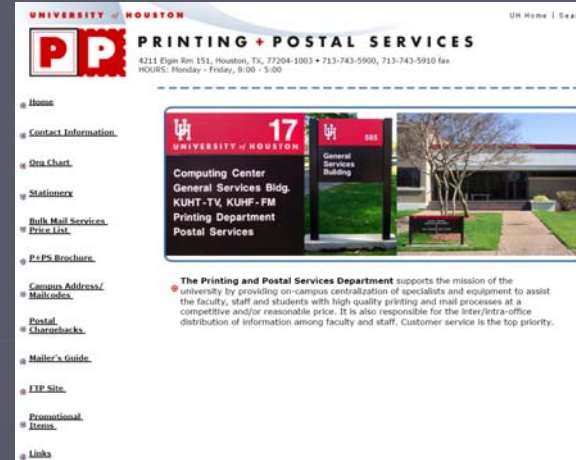 UNIVERSITY of HOUSTON
UH Home | Sea
PP
PRINTING + POSTAL SERVICES
4211 Elgin Rm 151, Houston, TX, 77204-1003 • 713-743-5900, 713-743-5910 fax
HOURS: Monday - Friday, 8:00 - 5:00
Home
Contact Information
Org Chart
Stationery
Bulk Mail Services
Price List
P+PS Brochure
Campus Address/
Mailcodes
Postal
Chargebacks
Mailer's Guide
FTP Site
Promotional
Items
Links
UH
17
UNIVERSITY of HOUSTON
Computing Center
General Services Bldg.
KUHT-TV, KUHF-FM
Printing Department
Postal Services
UH
585
General
Services
Building
The Printing and Postal Services Department supports the mission of the
university by providing on-campus centralization of specialists and equipment to assist
the faculty, staff and students with high quality printing and mail processes at a
competitive and/or reasonable price. It is also responsible for the inter/intra-office
distribution of information among faculty and staff. Customer service is the top priority.